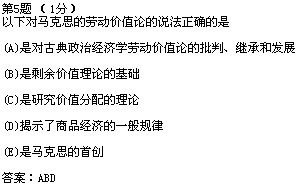 第5题 (1分)
以下对马克思的劳动价值论的说法正确的是
(A)是对古典政治经济学劳动价值论的批判、继承和发展
(B)是剩余价值理论的基础
(C)是研究价值分配的理论
(D)揭示了商品经济的一般规律
(E)是马克思的首创
答案：ABD